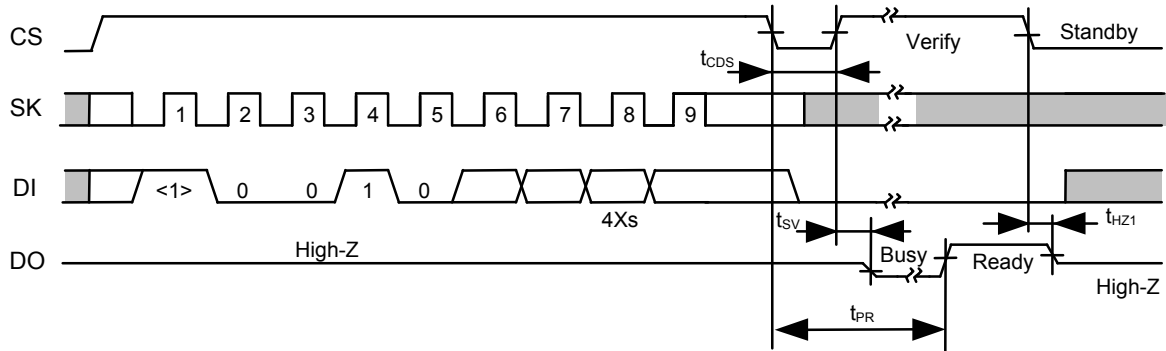 CS
Verify
Standby
tCDS
SK
1 2 3 4 5 6 7 8 9
DI
<1> 0 0 1 0
4Xs
tSV
tHZ1
DO
High-Z
Busy
Ready
High-Z
tPR